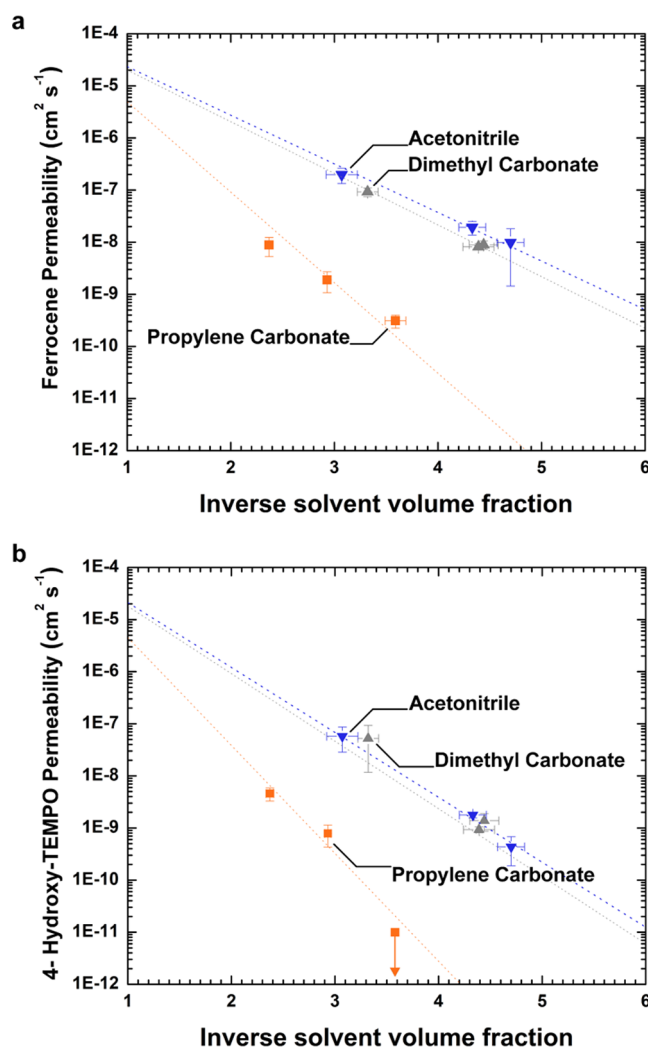 a
1E-4
1E-5
1E-6
1E-7
1E-8
1E-9
1E-10
1E-11
1E-12
Ferrocene Permeability (cm² s⁻¹)
Acetonitrile
Dimethyl Carbonate
Propylene Carbonate
1 2 3 4 5 6
Inverse solvent volume fraction
b
1E-4
1E-5
1E-6
1E-7
1E-8
1E-9
1E-10
1E-11
1E-12
4- Hydroxy-TEMPO Permeability (cm² s⁻¹)
Acetonitrile
Dimethyl Carbonate
Propylene Carbonate
1 2 3 4 5 6
Inverse solvent volume fraction